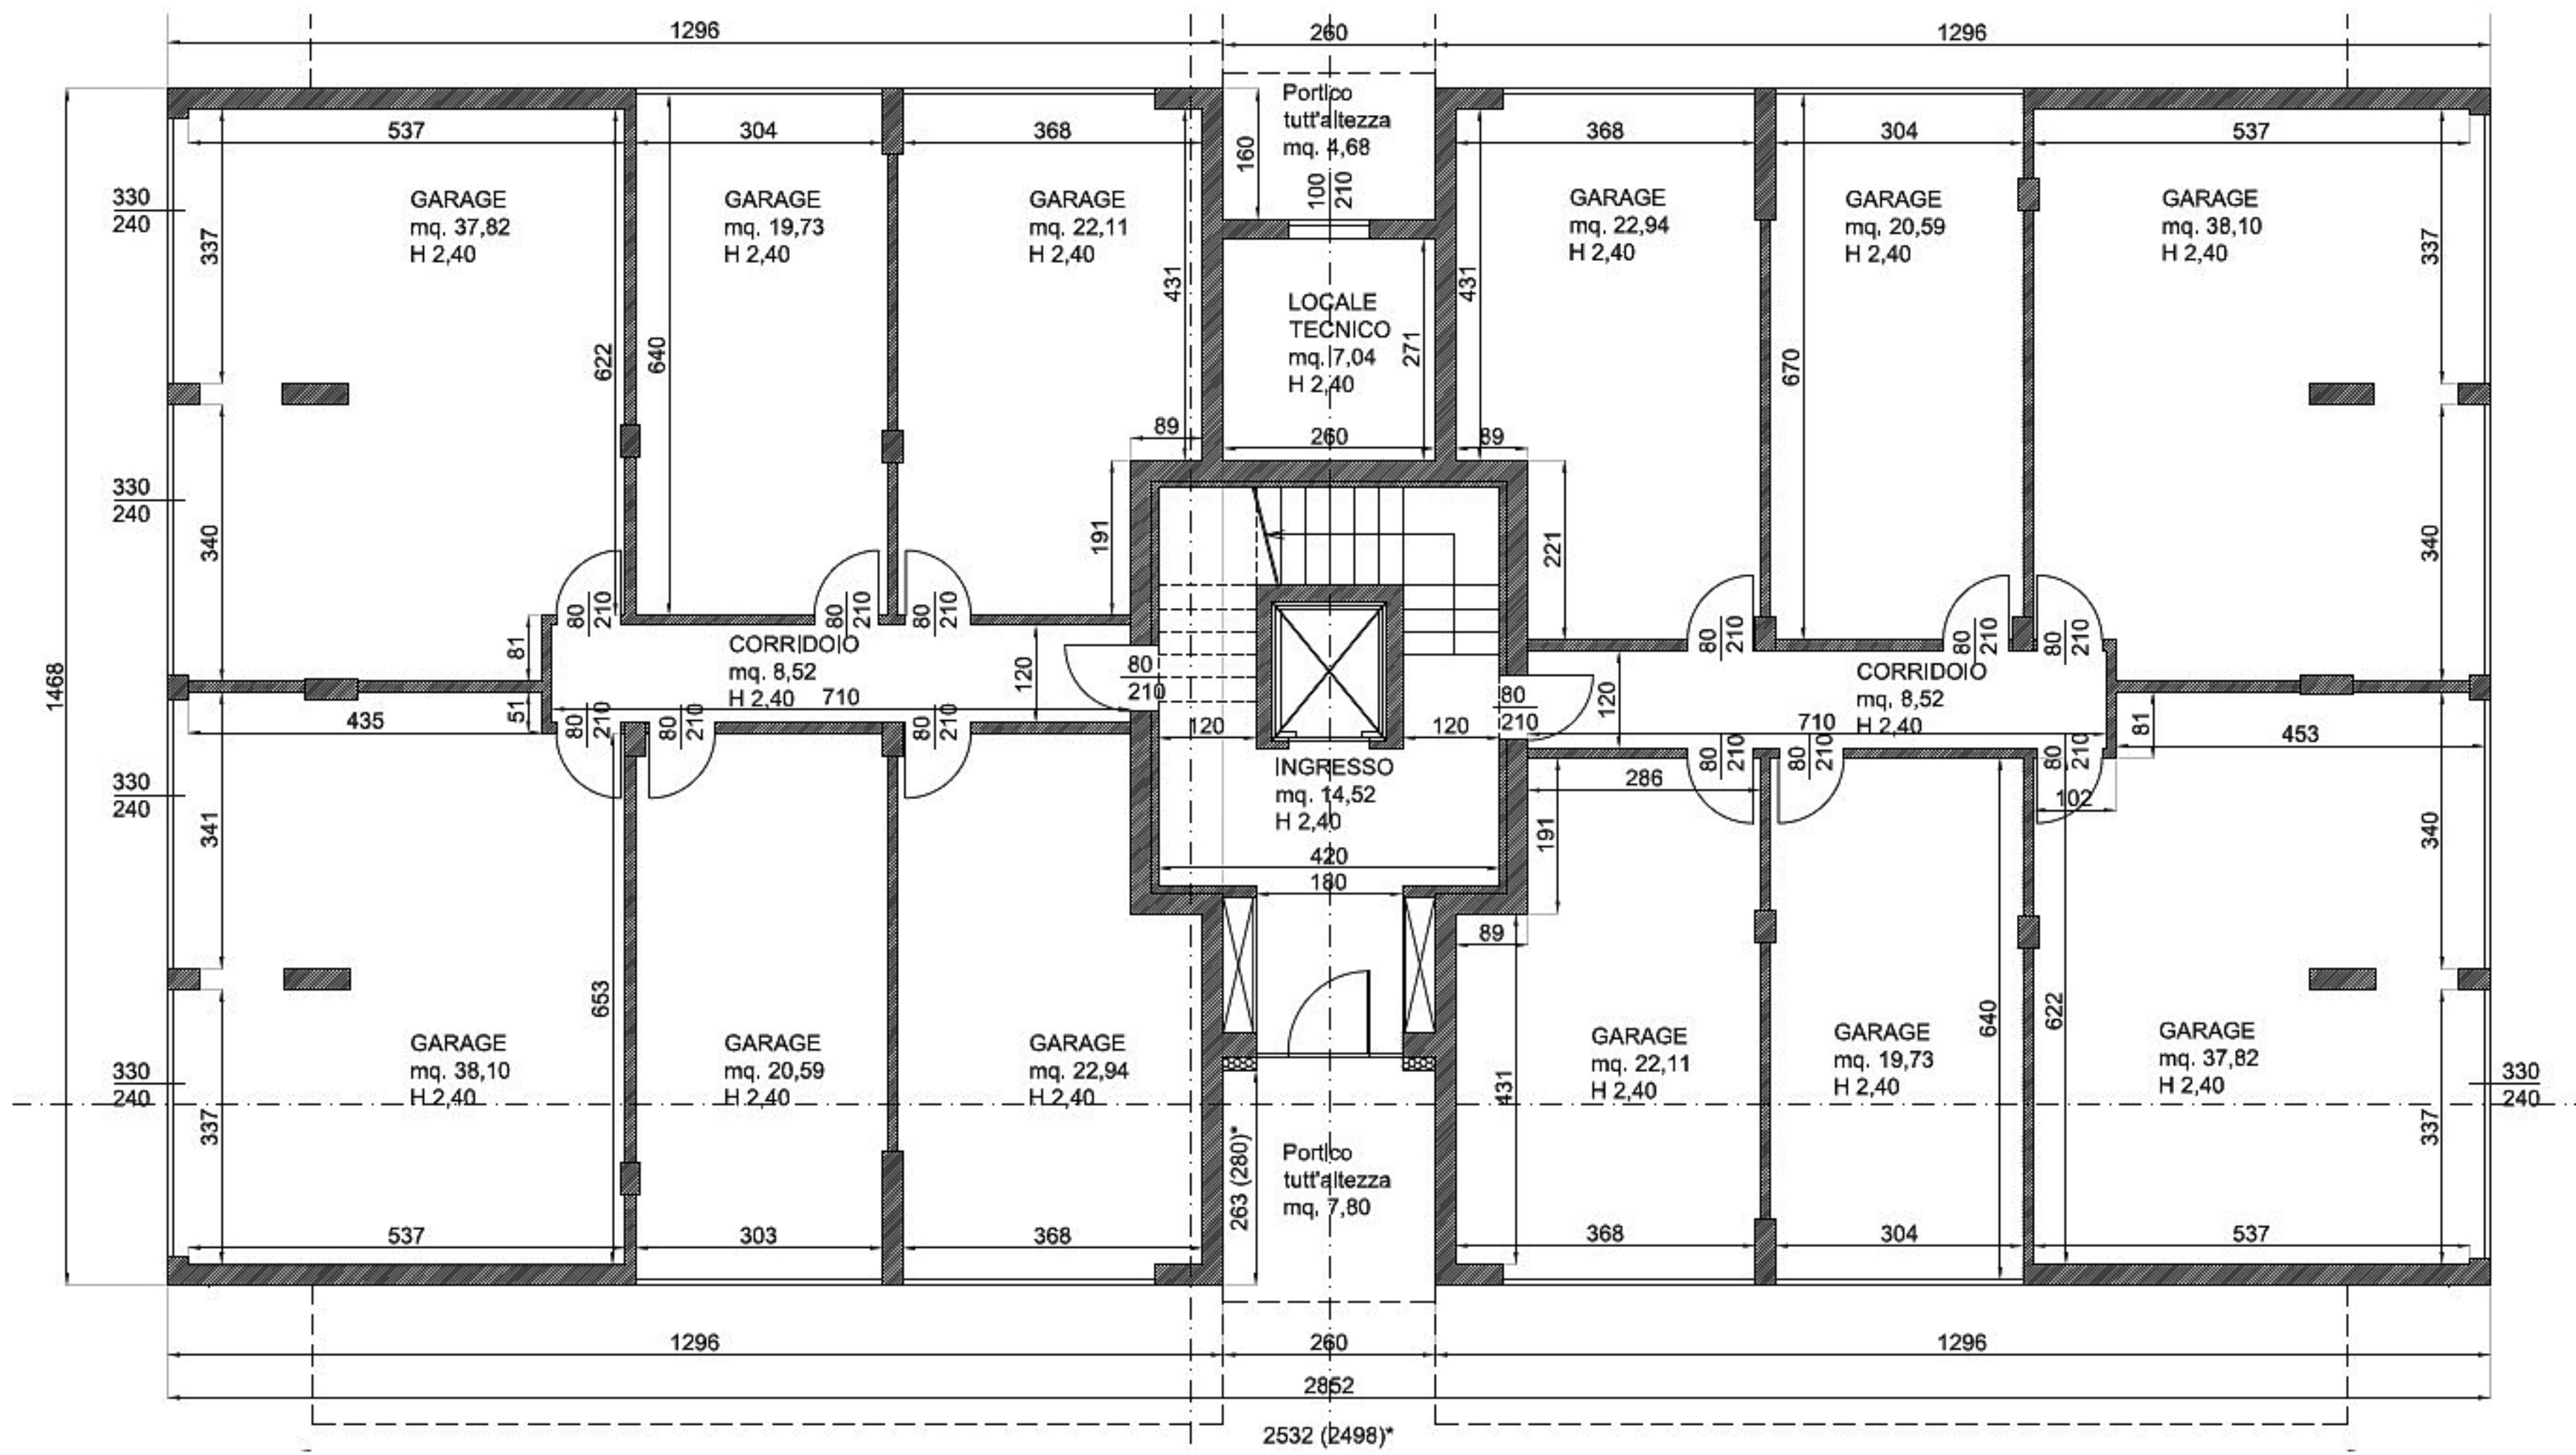 1296
260
1296
Portico
tutt'altezza
mq. 4,68
537
304
368
160
100
210
368
304
537
330
240
337
GARAGE
mq. 37,82
H 2,40
GARAGE
mq. 19,73
H 2,40
GARAGE
mq. 22,11
H 2,40
431
GARAGE
mq. 22,94
H 2,40
431
GARAGE
mq. 20,59
H 2,40
GARAGE
mq. 38,10
H 2,40
337
LOCALE
TECNICO
mq. 7,04
H 2,40
271
622
640
670
89
260
89
330
240
340
191
221
340
80
210
80
210
80
210
80
210
80
210
80
210
81
CORRIDOIO
mq. 8,52
H 2,40
710
120
80
210
1468
CORRIDOIO
mq. 8,52
H 2,40
710
120
80
210
435
51
80
210
80
210
80
210
120
120
80
210
80
210
80
210
81
453
INGRESSO
mq. 14,52
H 2,40
420
180
286
102
330
240
341
191
340
89
653
640
622
GARAGE
mq. 38,10
H 2,40
GARAGE
mq. 20,59
H 2,40
GARAGE
mq. 22,94
H 2,40
GARAGE
mq. 22,11
H 2,40
GARAGE
mq. 19,73
H 2,40
GARAGE
mq. 37,82
H 2,40
330
240
337
431
337
330
240
263 (280)*
Portico
tutt'altezza
mq. 7,80
537
303
368
368
304
537
1296
260
1296
2852
2532 (2498)*